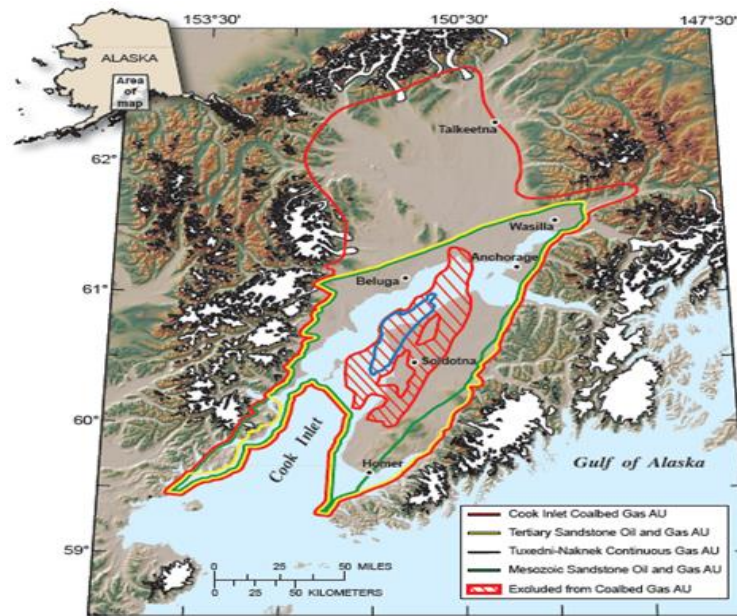 153°30'
150°30'
147°30'
ALASKA
Area
of
map
Talkeetna
62°
Wasilla
Anchorage
Beluga
61°
Soldotna
60°
Cook Inlet
Homer
Gulf of Alaska
59°
0 25 50 MILES
0 25 50 KILOMETERS
Cook Inlet Coalbed Gas AU
Tertiary Sandstone Oil and Gas AU
Tuxedni-Naknek Continuous Gas AU
Mesozoic Sandstone Oil and Gas AU
Excluded from Coalbed Gas AU